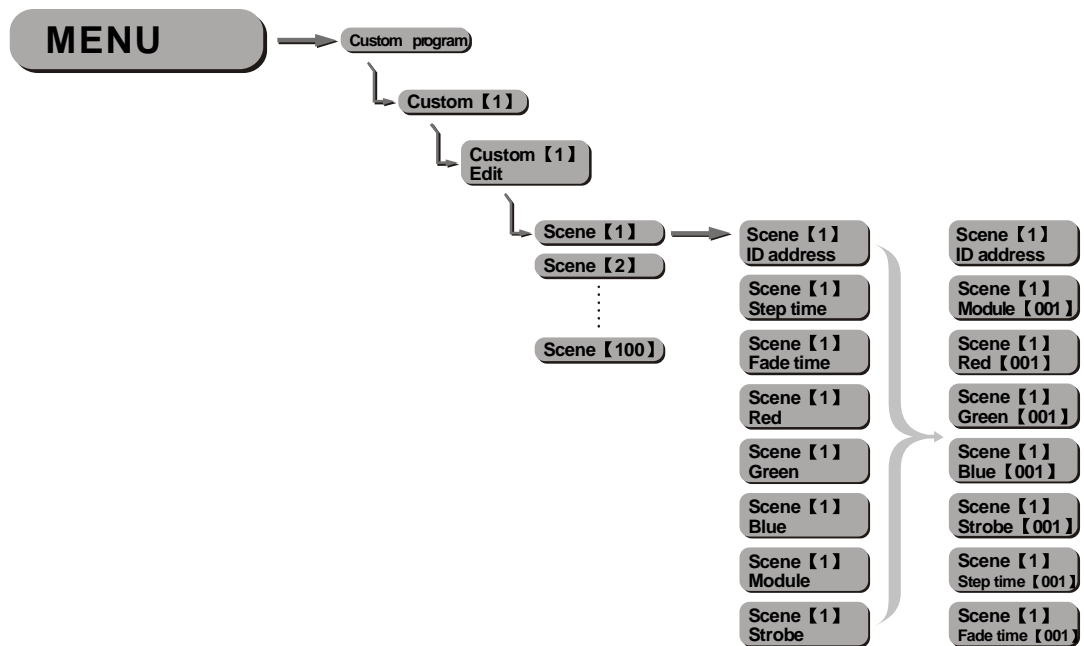 MENU
Custom program
Custom【1】
Custom【1】
Edit
Scene【1】
Scene【2】
Scene【100】
Scene【1】
ID address
Scene【1】
Step time
Scene【1】
Fade time
Scene【1】
Red
Scene【1】
Green
Scene【1】
Blue
Scene【1】
Module
Scene【1】
Strobe
Scene【1】
ID address
Scene【1】
Module【001】
Scene【1】
Red【001】
Scene【1】
Green【001】
Scene【1】
Blue【001】
Scene【1】
Strobe【001】
Scene【1】
Step time【001】
Scene【1】
Fade time【001】